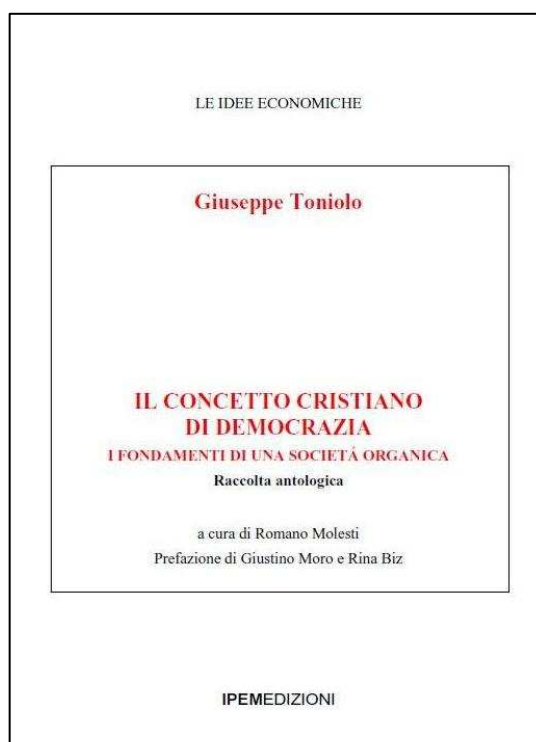 LE IDEE ECONOMICHE
Giuseppe Toniolo
IL CONCETTO CRISTIANO
DI DEMOCRAZIA
I FONDAMENTI DI UNA SOCIETÁ ORGANICA
Raccolta antologica
a cura di Romano Molesti
Prefazione di Giustino Moro e Rina Biz
IPEMEDIZIONI